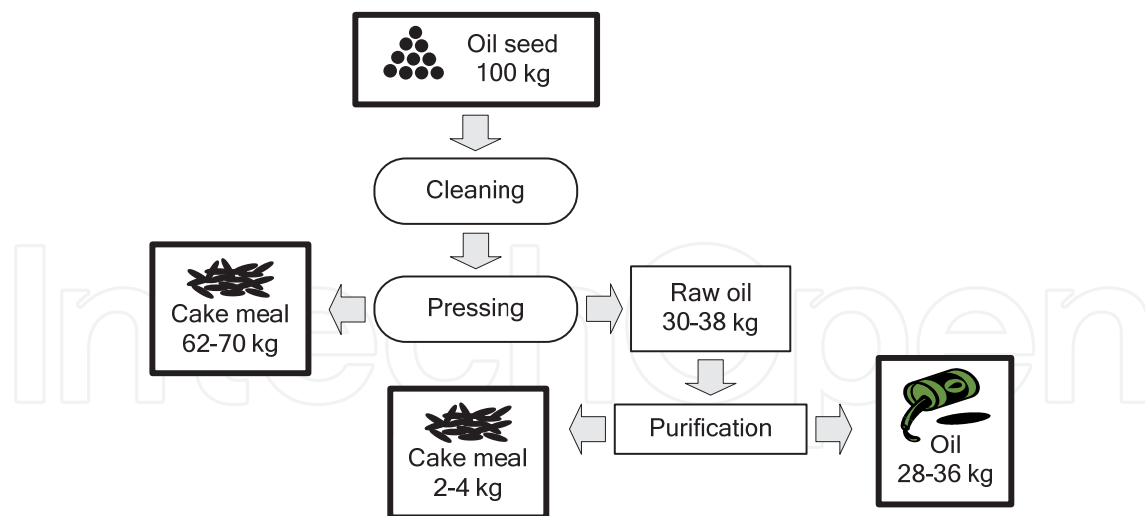 Oil seed
100 kg
Cleaning
Pressing
Cake meal
62-70 kg
Raw oil
30-38 kg
Purification
Cake meal
2-4 kg
Oil
28-36 kg
IntechOpen